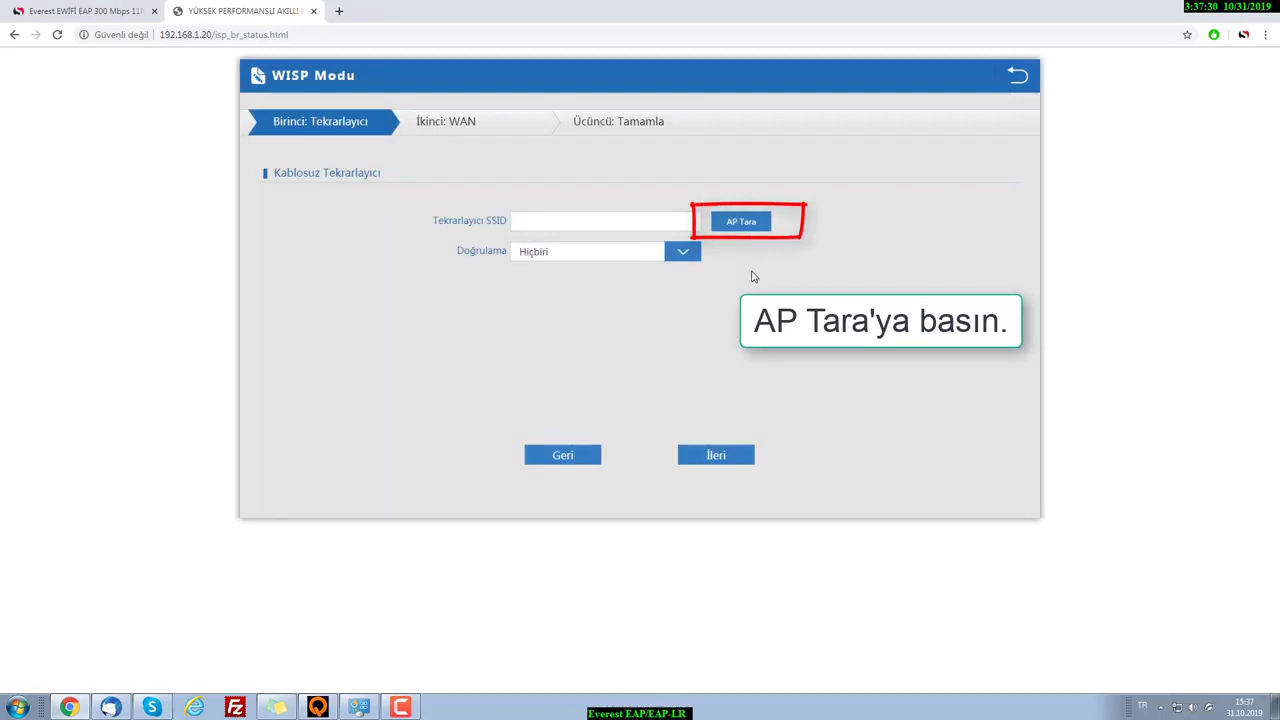 Everest EWİFİ EAP 300 Mbps 11N
YÜKSEK PERFORMANSLI AKILLI
3:37:30 10/31/2019
Güvenli değil
192.168.1.20/isp_br_status.html
WISP Modu
Birinci: Tekrarlayıcı
İkinci: WAN
Üçüncü: Tamamla
Kablosuz Tekrarlayıcı
Tekrarlayıcı SSID
AP Tara
Doğrulama
Hiçbiri
AP Tara'ya basın.
Geri
İleri
TR
15:37
31.10.2019
Everest EAP/EAP-LR